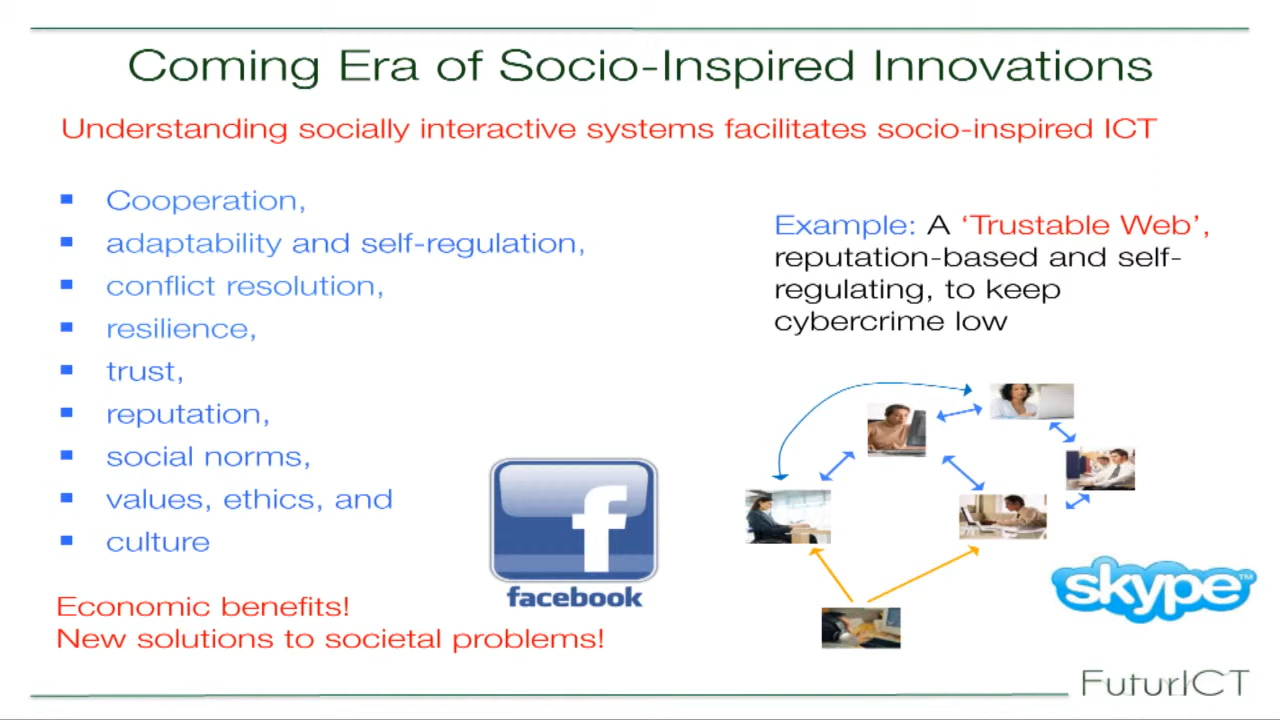 Coming Era of Socio-Inspired Innovations
Understanding socially interactive systems facilitates socio-inspired ICT
Cooperation,
adaptability and self-regulation,
conflict resolution,
resilience,
trust,
reputation,
social norms,
values, ethics, and
culture
Economic benefits!
New solutions to societal problems!
facebook
Example: A ‘Trustable Web’,
reputation-based and self-
regulating, to keep
cybercrime low
skype™
FuturICT